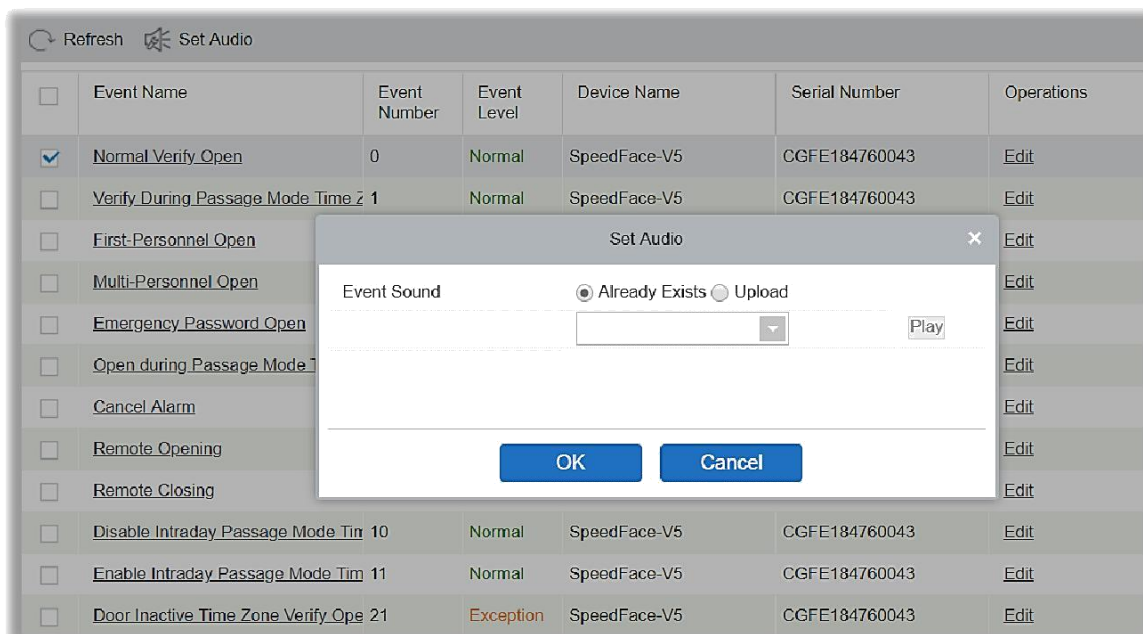 Refresh Set Audio
Event Name Event Number Event Level Device Name Serial Number Operations
Normal Verify Open 0 Normal SpeedFace-V5 CGFE184760043 Edit
Verify During Passage Mode Time Z 1 Normal SpeedFace-V5 CGFE184760043 Edit
First-Personnel Open Edit
Multi-Personnel Open Edit
Emergency Password Open Edit
Open during Passage Mode Edit
Cancel Alarm Edit
Remote Opening Edit
Remote Closing Edit
Disable Intraday Passage Mode Tim 10 Normal SpeedFace-V5 CGFE184760043 Edit
Enable Intraday Passage Mode Tim 11 Normal SpeedFace-V5 CGFE184760043 Edit
Door Inactive Time Zone Verify Ope 21 Exception SpeedFace-V5 CGFE184760043 Edit
Set Audio ×
Event Sound Already Exists Upload
Play
OK Cancel